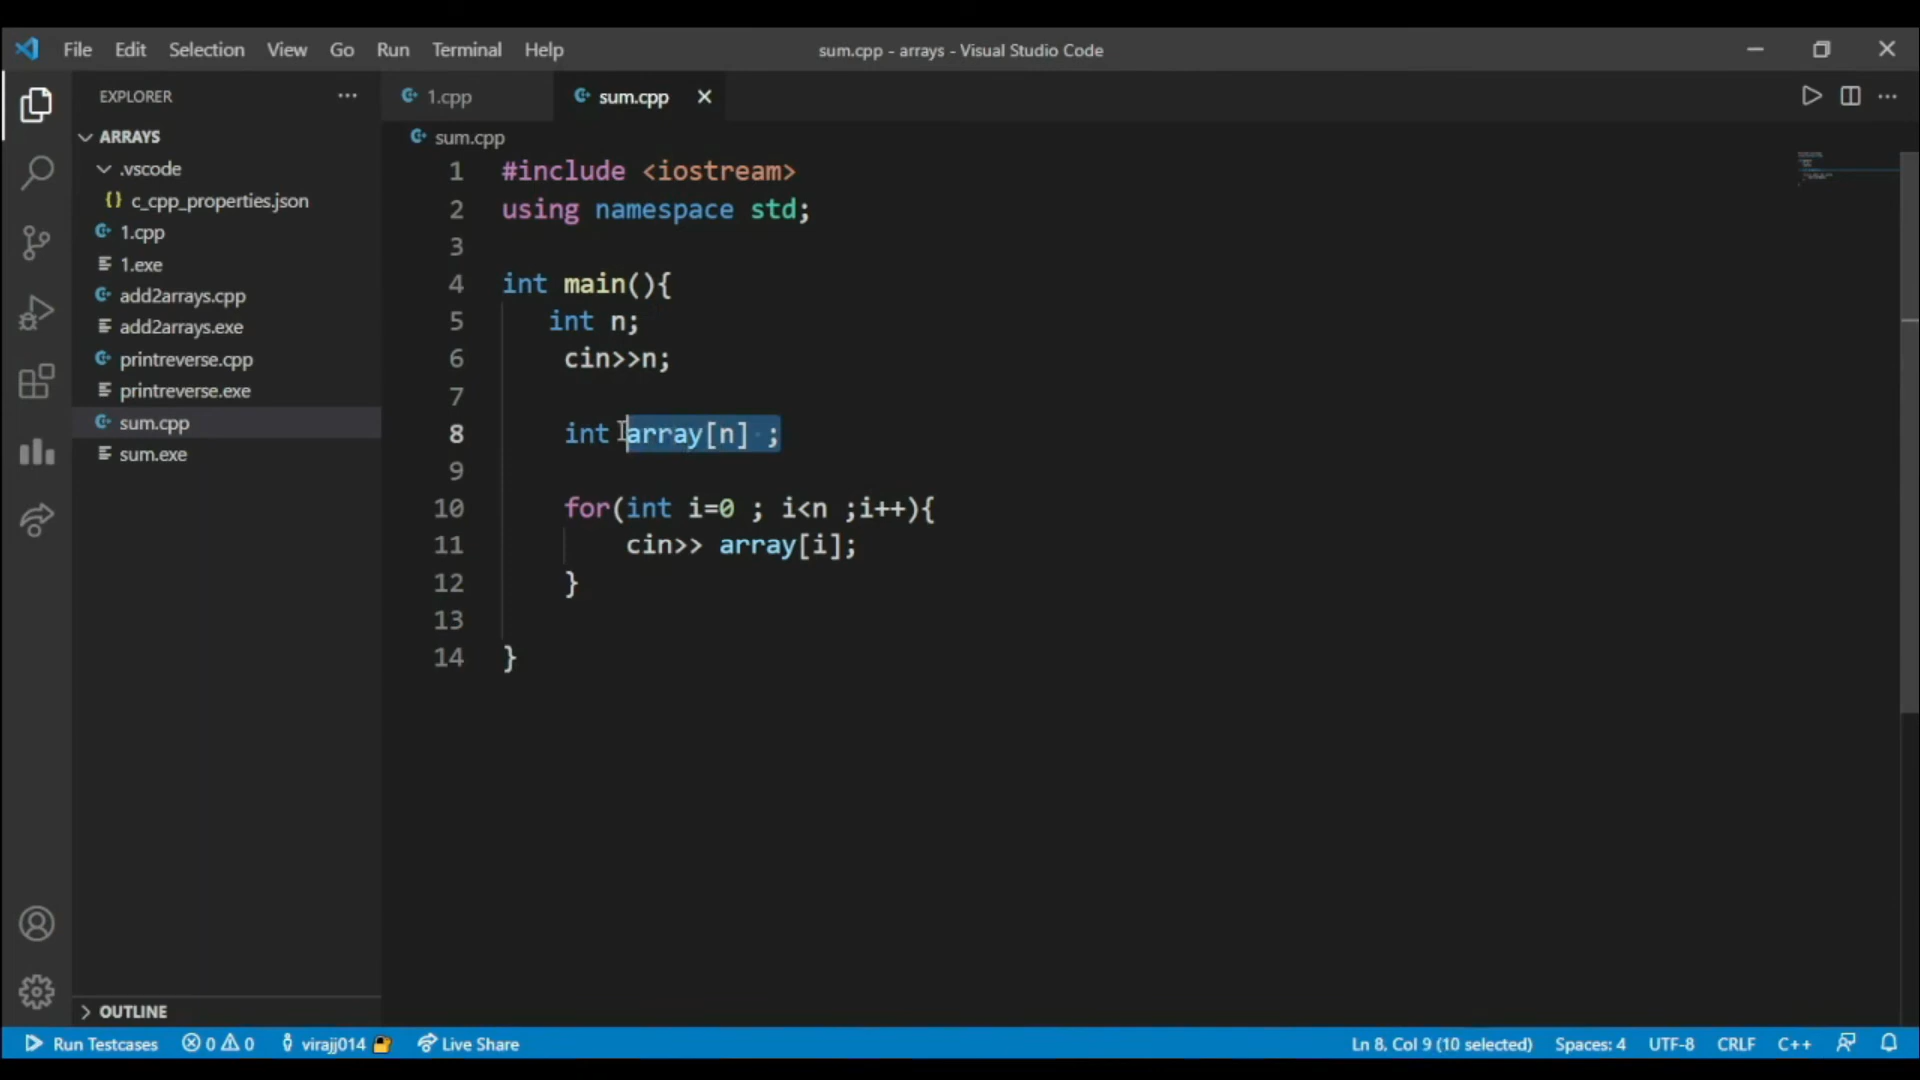 File Edit Selection View Go Run Terminal Help
sum.cpp - arrays - Visual Studio Code
EXPLORER
ARRAYS
.vscode
{} c_cpp_properties.json
1.cpp
1.exe
add2arrays.cpp
add2arrays.exe
printreverse.cpp
printreverse.exe
sum.cpp
sum.exe
OUTLINE
1.cpp
sum.cpp
sum.cpp
1 #include <iostream>
2 using namespace std;
3
4 int main(){
5 int n;
6 cin>>n;
7
8 int array[n] ;
9
10 for(int i=0 ; i<n ;i++){
11 cin>> array[i];
12 }
13
14 }
Run Testcases 0 0 virajj014 Live Share
Ln 8, Col 9 (10 selected) Spaces: 4 UTF-8 CRLF C++